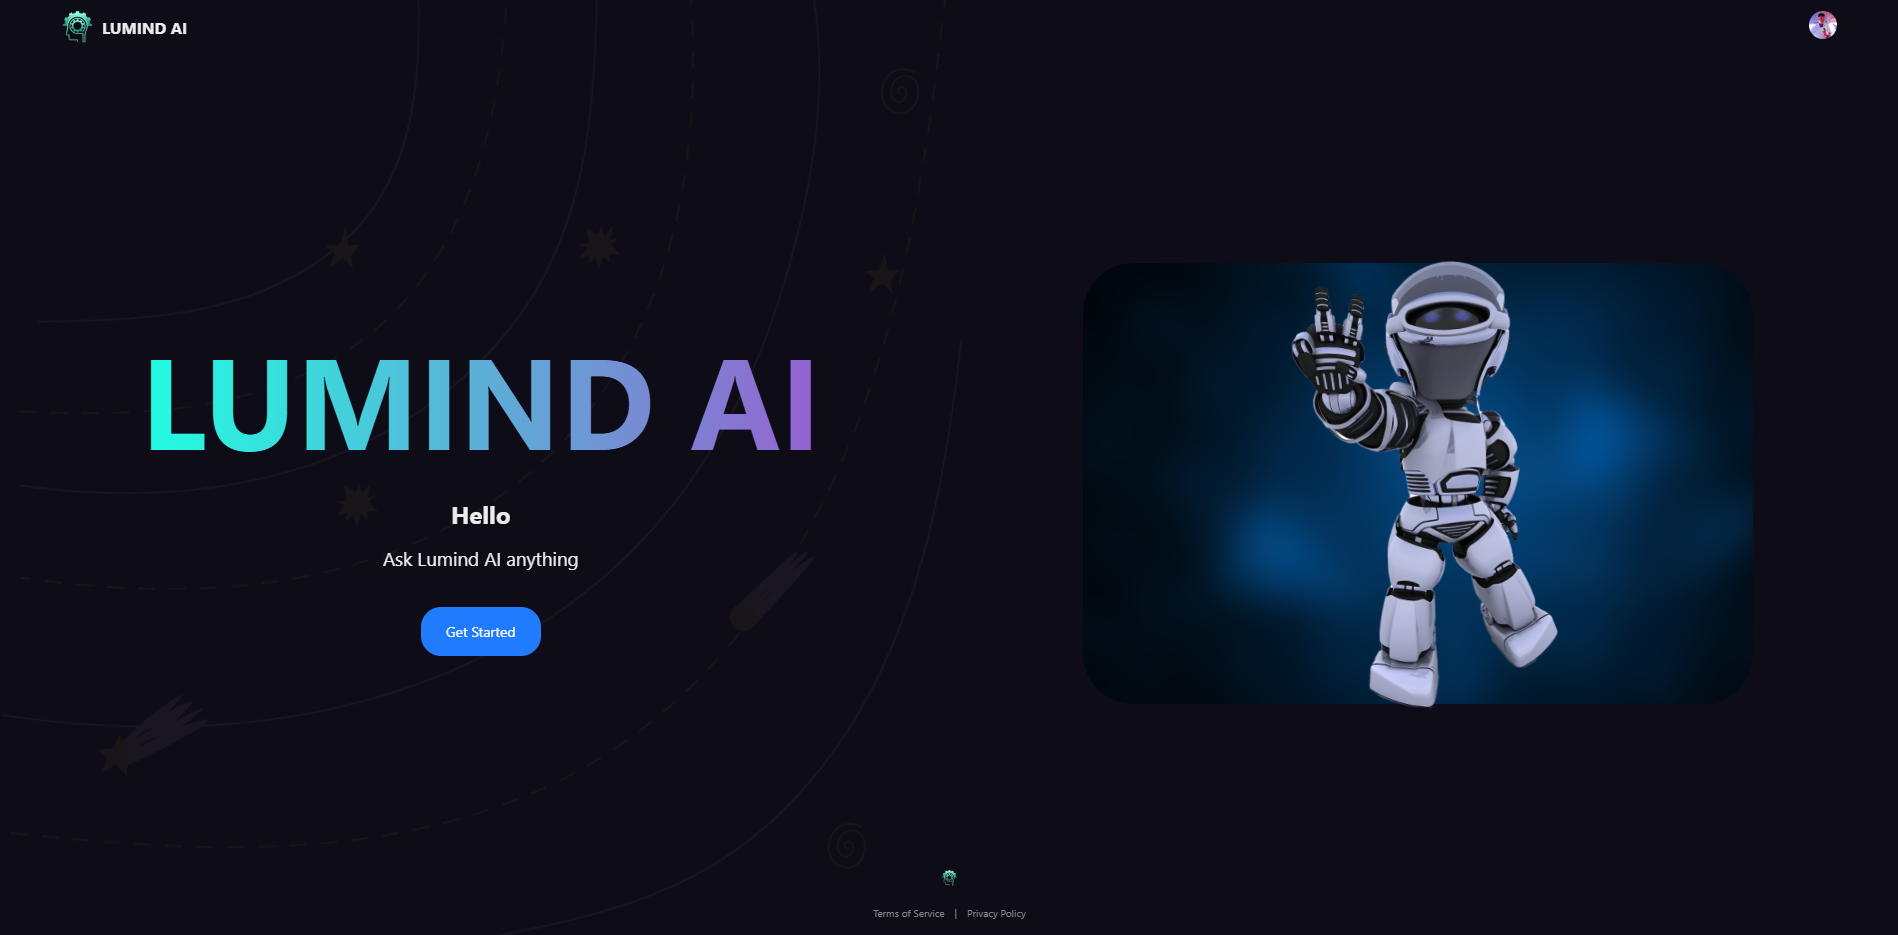 LUMIND AI
LUMIND AI
Hello
Ask Lumind AI anything
Get Started
Terms of Service | Privacy Policy